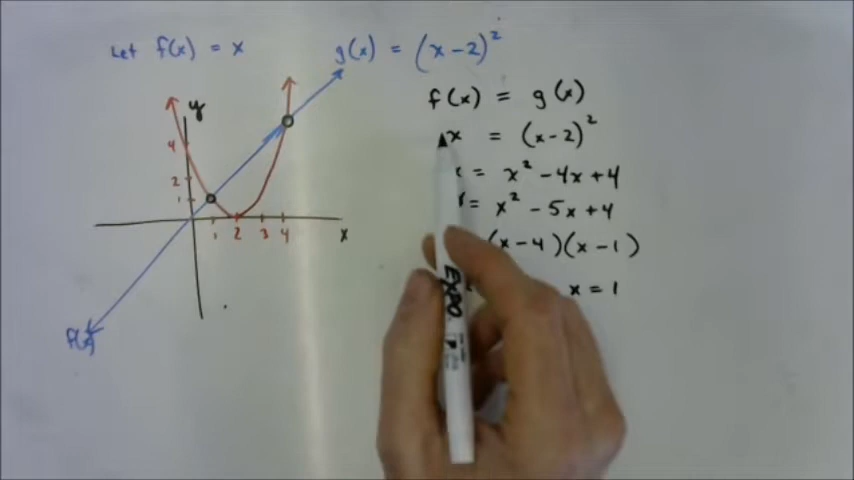 Let f(x) = x g(x) = (x-2)²
f(x) = g(x)
x = (x-2)²
= x² - 4x + 4
= x² - 5x + 4
(x-4)(x-1)
x = 1
y
4
2
1
1 2 3 4 x
f(x)
EXPO